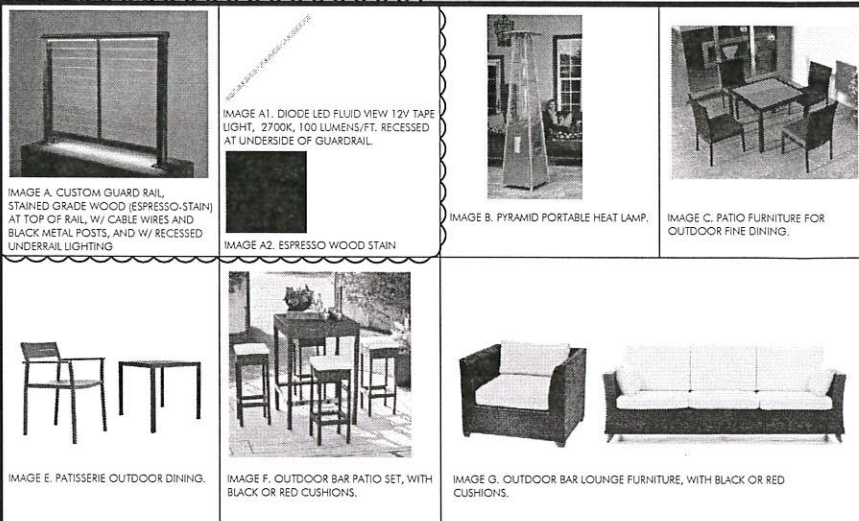 IMAGE A. CUSTOM GUARD RAIL,
STAINED GRADE WOOD (ESPRESSO-STAIN)
AT TOP OF RAIL, W/ CABLE WIRES AND
BLACK METAL POSTS, AND W/ RECESSED
UNDERRAIL LIGHTING
IMAGE A1. DIODE LED FLUID VIEW 12V TAPE
LIGHT, 2700K, 100 LUMENS/FT. RECESSED
AT UNDERSIDE OF GUARDRAIL.
IMAGE A2. ESPRESSO WOOD STAIN
IMAGE B. PYRAMID PORTABLE HEAT LAMP.
IMAGE C. PATIO FURNITURE FOR
OUTDOOR FINE DINING.
IMAGE E. PATISSERIE OUTDOOR DINING.
IMAGE F. OUTDOOR BAR PATIO SET, WITH
BLACK OR RED CUSHIONS.
IMAGE G. OUTDOOR BAR LOUNGE FURNITURE, WITH BLACK OR RED
CUSHIONS.